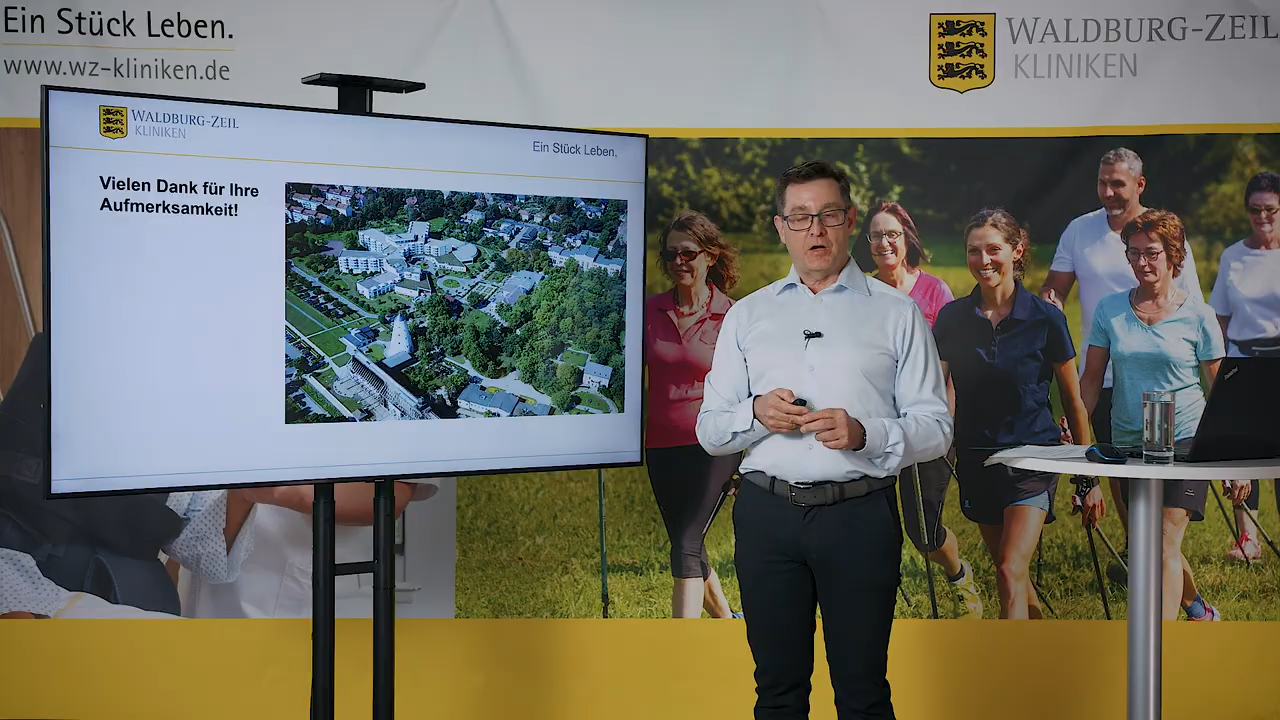 Ein Stück Leben.
www.wz-kliniken.de
WALDBURG-ZEIL
KLINIKEN
WALDBURG-ZEIL
KLINIKEN
Ein Stück Leben.
Vielen Dank für Ihre
Aufmerksamkeit!